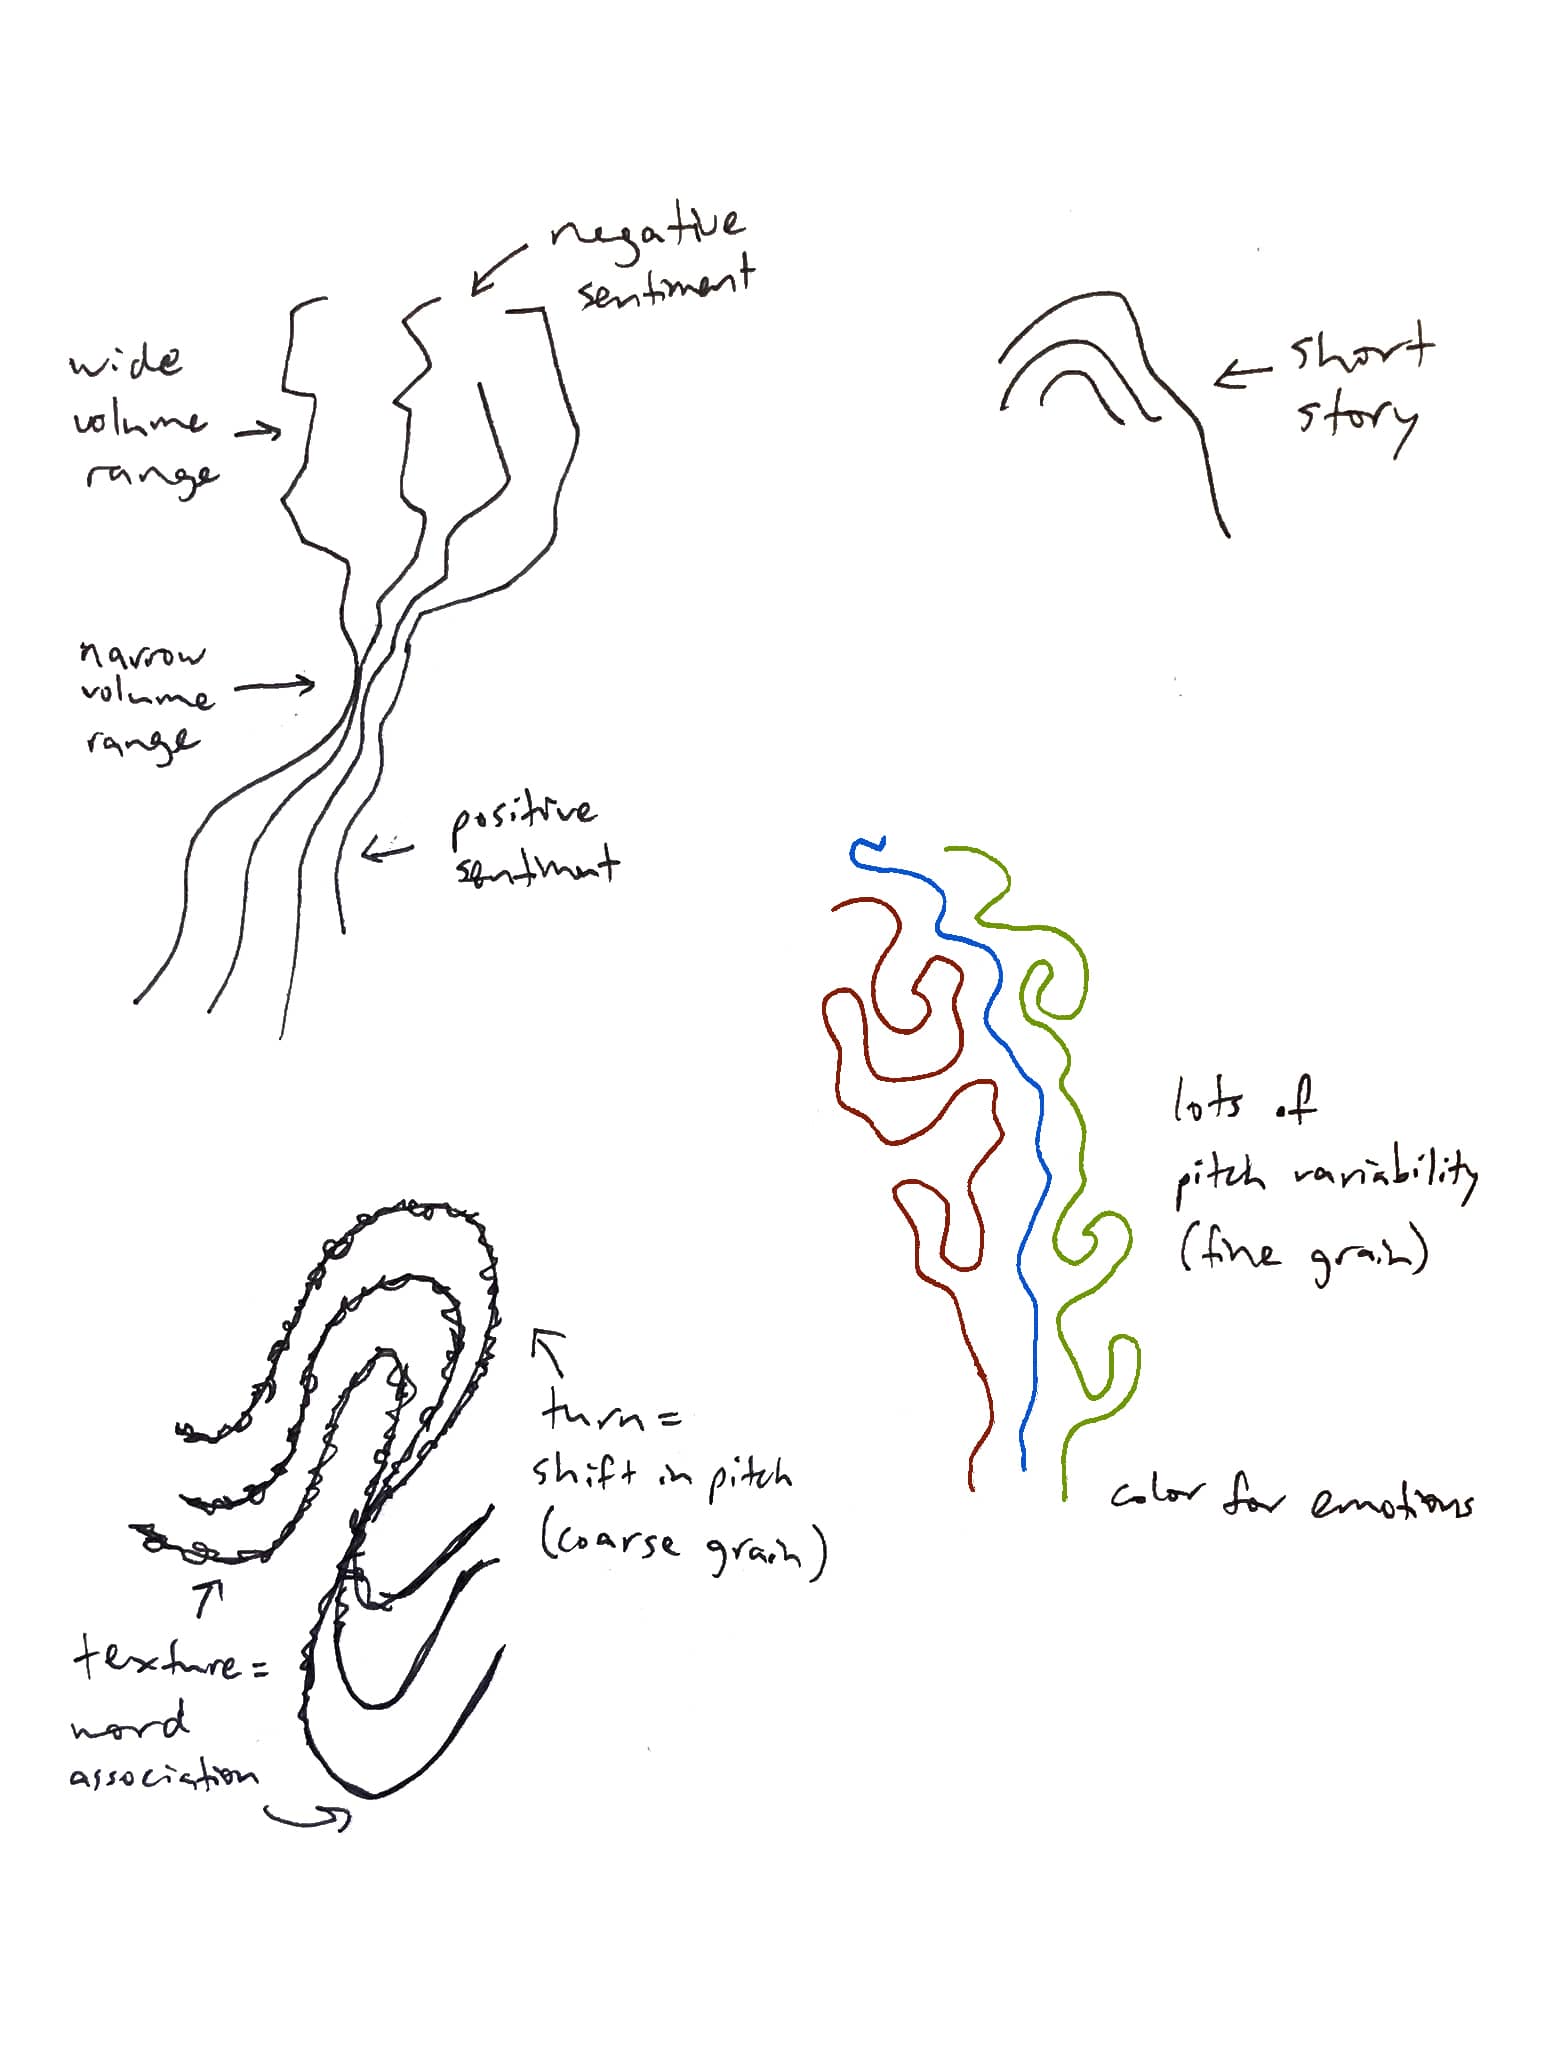 negative
sentiment
wide
volume
range
short
story
narrow
volume
range
positive
sentiment
lots of
pitch variability
(fine grain)
turn =
shift in pitch
(coarse grain)
color for emotions
texture =
word
association